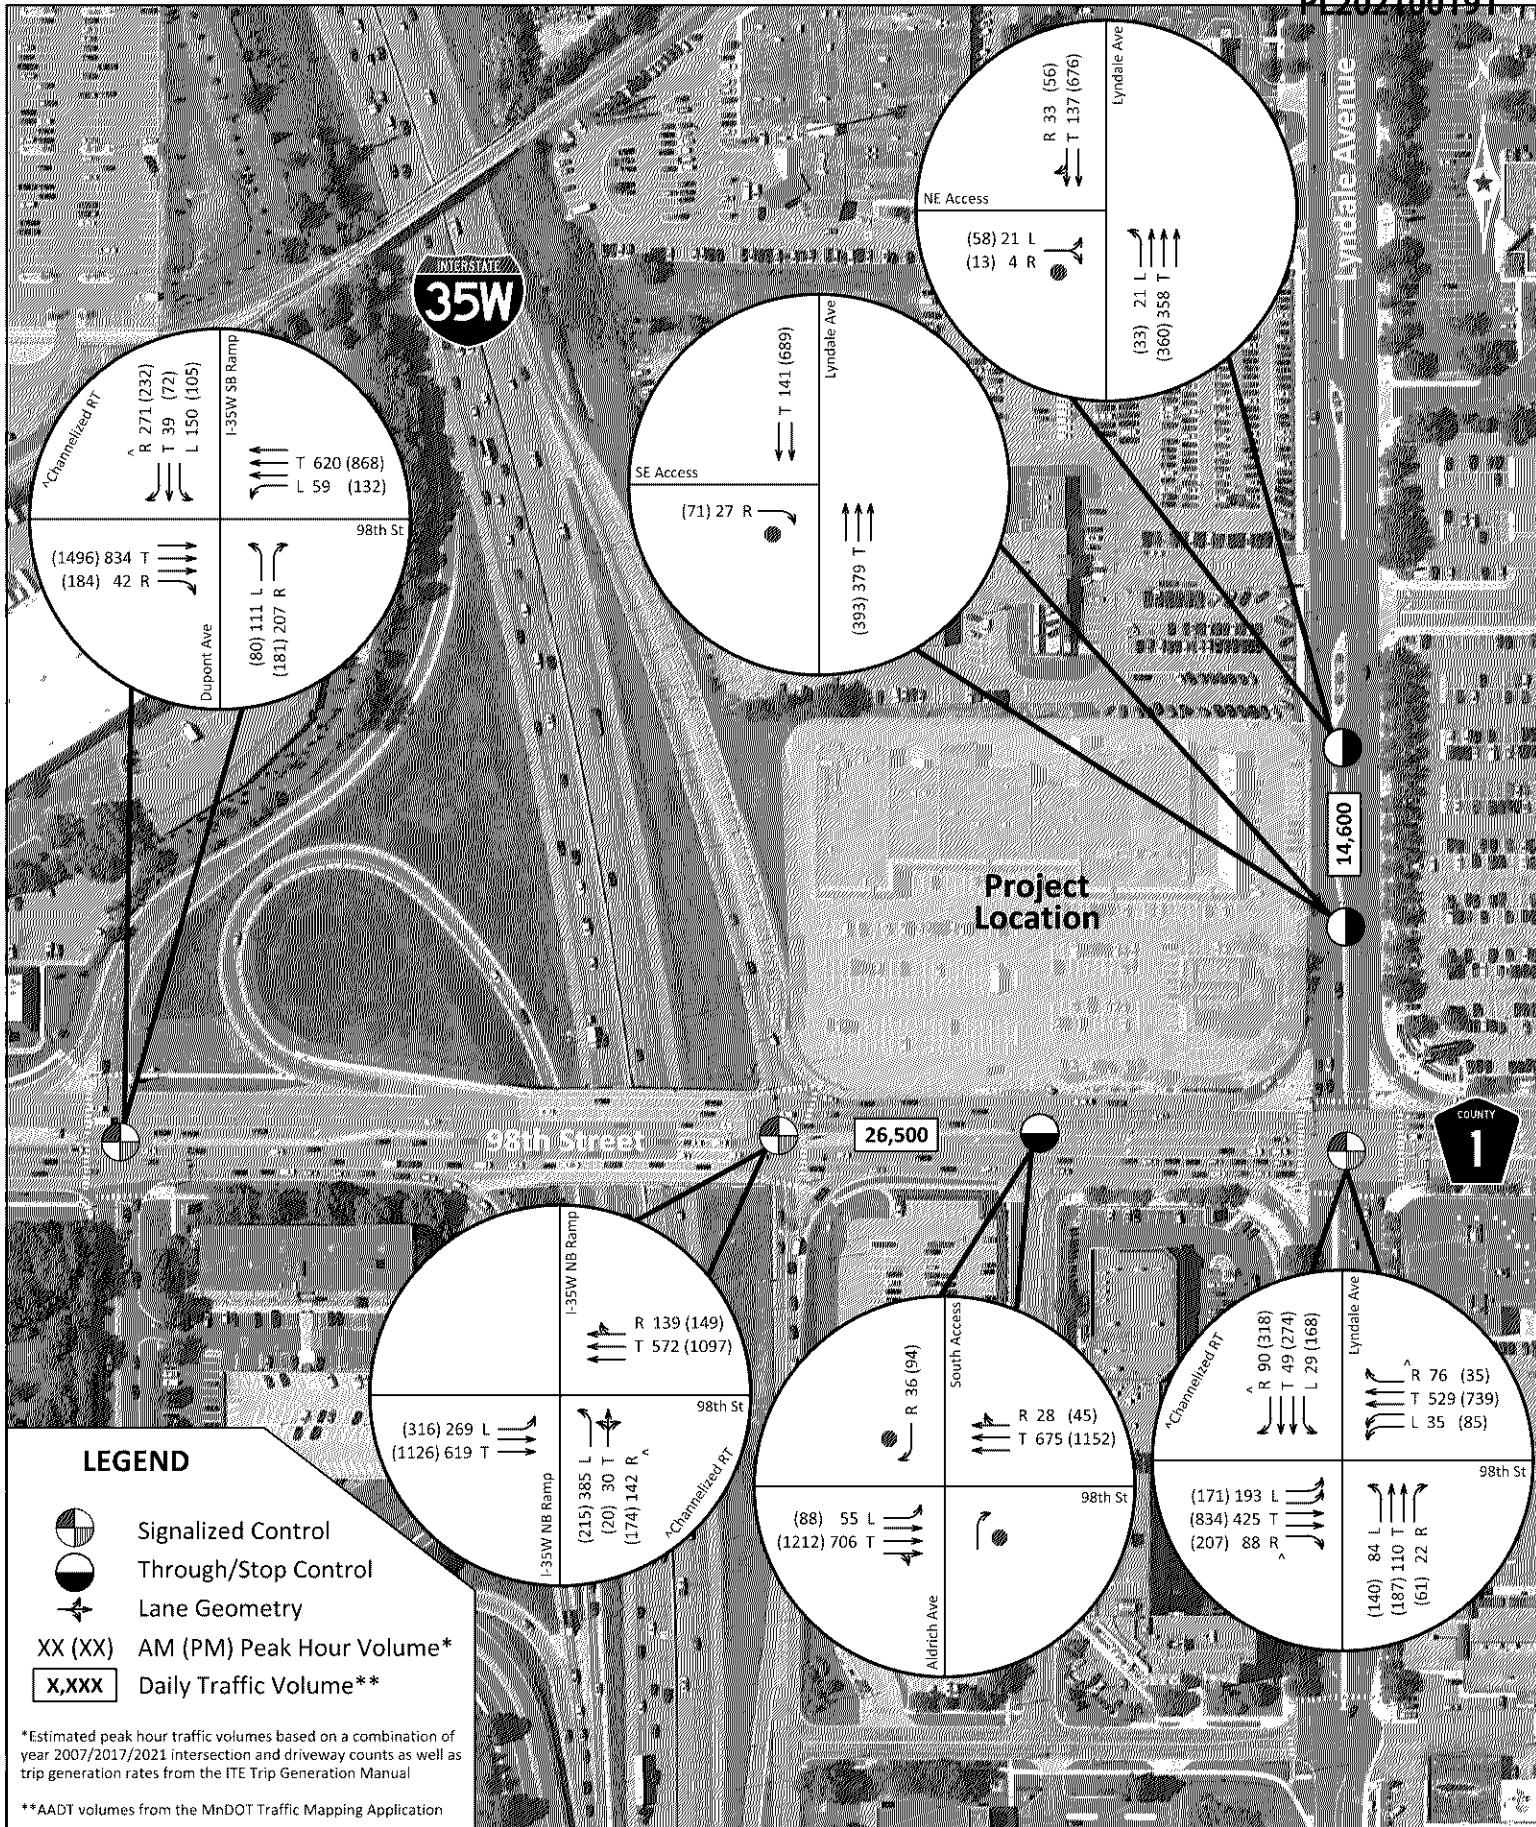 PL202100191
Lyndale Avenue
R 33 (56)
T 137 (676)
Lyndale Ave
NE Access
(58) 21 L
(13) 4 R
(33) 21 L
(360) 358 T
INTERSTATE
35W
T 141 (689)
Lyndale Ave
SE Access
(71) 27 R
(393) 379 T
^Channelized RT
^
R 271 (232)
T 39 (72)
L 150 (105)
I-35W SB Ramp
T 620 (868)
L 59 (132)
98th St
(1496) 834 T
(184) 42 R
Dupont Ave
(80) 111 L
(181) 207 R
14,600
Project
Location
98th Street
26,500
COUNTY
1
I-35W NB Ramp
R 139 (149)
T 572 (1097)
98th St
(316) 269 L
(1126) 619 T
I-35W NB Ramp
(215) 385 L
(20) 30 T
(174) 142 R
^
^Channelized RT
R 36 (94)
South Access
R 28 (45)
T 675 (1152)
98th St
(88) 55 L
(1212) 706 T
Aldrich Ave
^Channelized RT
^
R 90 (318)
T 49 (274)
L 29 (168)
Lyndale Ave
^
R 76 (35)
T 529 (739)
L 35 (85)
98th St
(171) 193 L
(834) 425 T
(207) 88 R
^
(140) 84 L
(187) 110 T
(61) 22 R
LEGEND
Signalized Control
Through/Stop Control
Lane Geometry
XX (XX) AM (PM) Peak Hour Volume*
X,XXX Daily Traffic Volume**
*Estimated peak hour traffic volumes based on a combination of
year 2007/2017/2021 intersection and driveway counts as well as
trip generation rates from the ITE Trip Generation Manual
**AADT volumes from the MnDOT Traffic Mapping Application